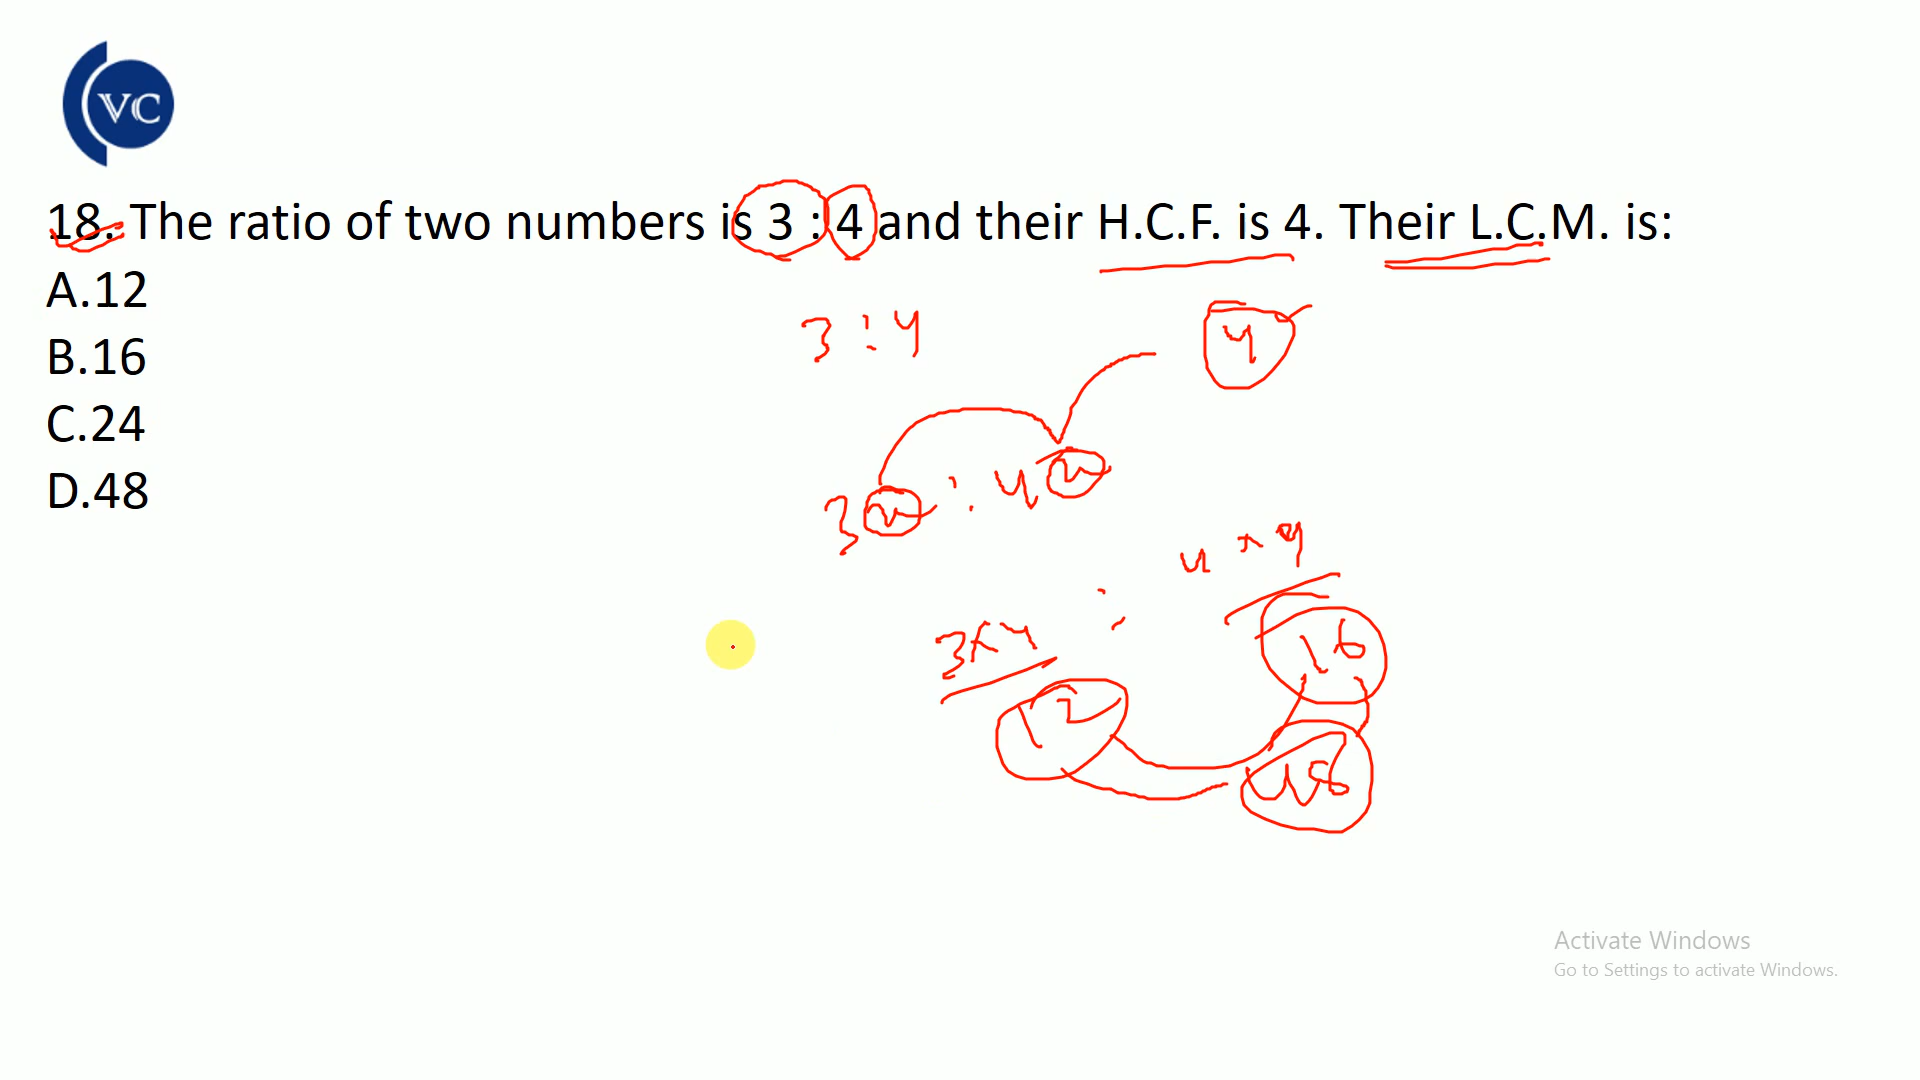 VC
18. The ratio of two numbers is 3 : 4 and their H.C.F. is 4. Their L.C.M. is:
A.12
B.16
C.24
D.48
3 : 4
4
3x : 4x
3×4 : 4×4
12
16
48
Activate Windows
Go to Settings to activate Windows.